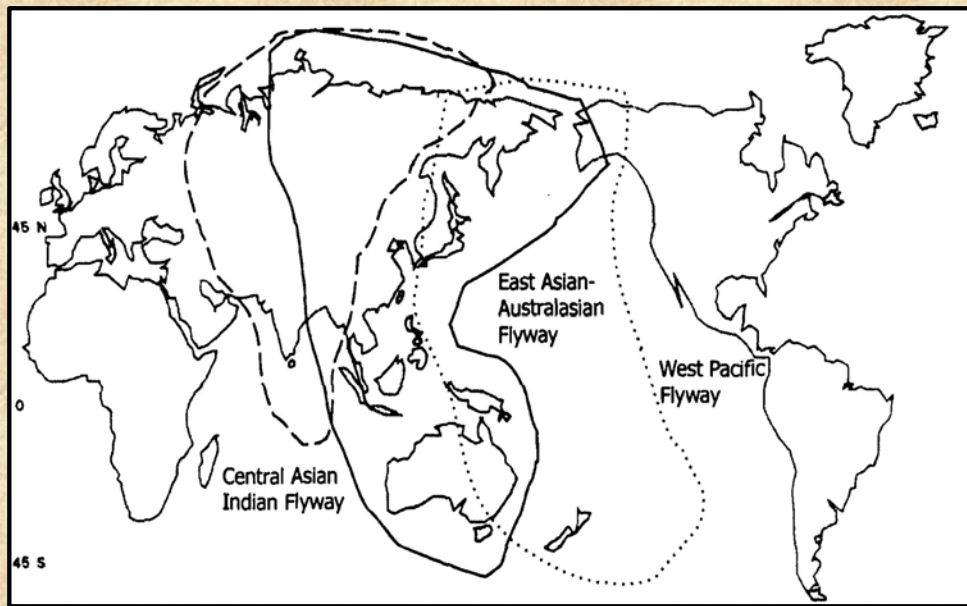 45 N
East Asian-
Australasian
Flyway
West Pacific
Flyway
0
Central Asian
Indian Flyway
45 S